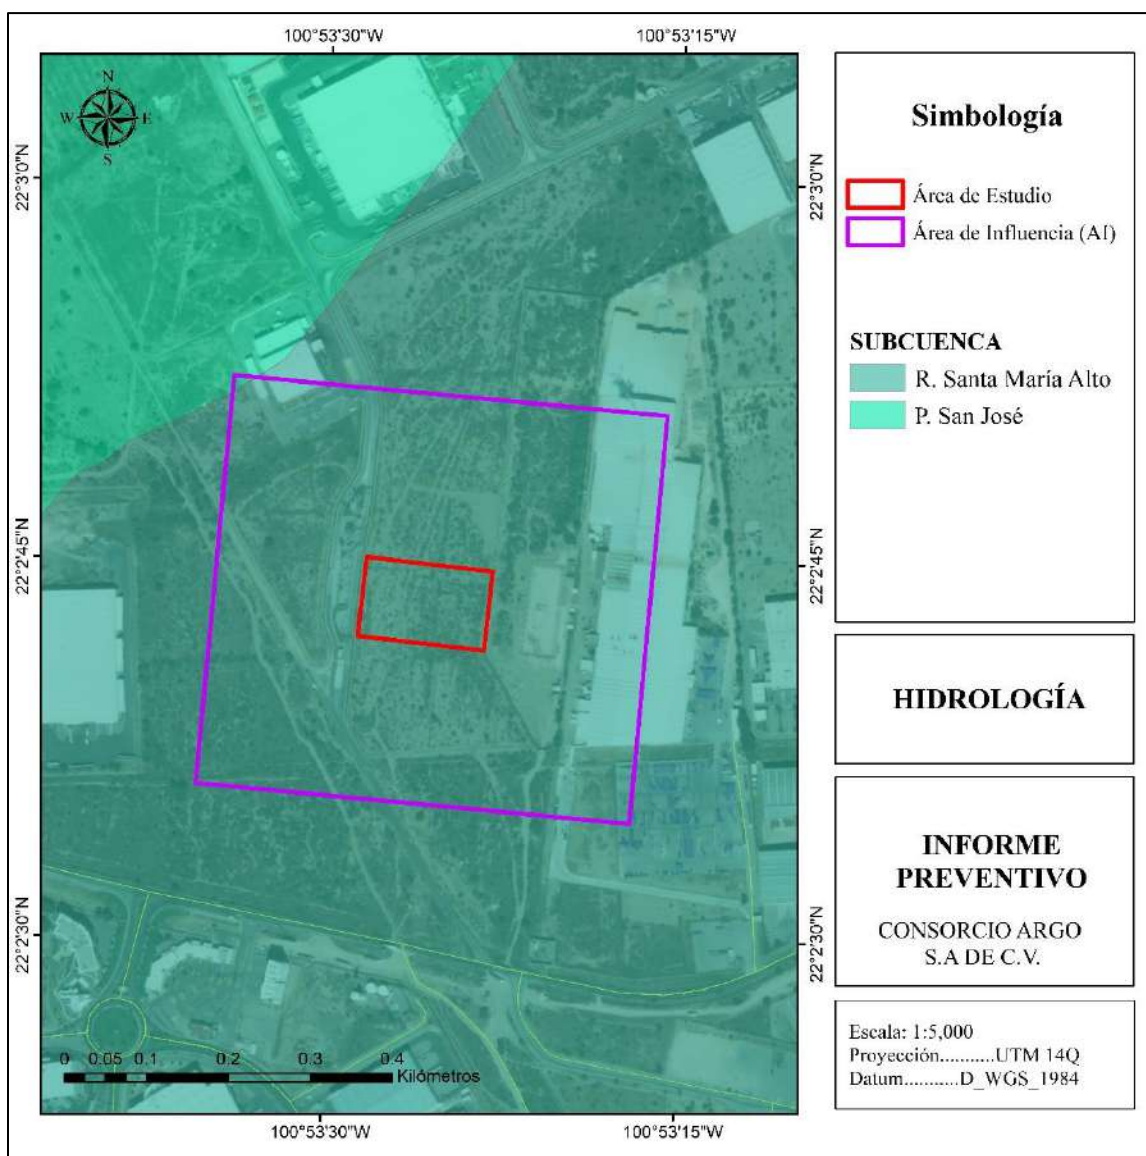 100°53'30"W
100°53'15"W
N
W
E
S
22°3'0"N
22°3'0"N
22°2'45"N
22°2'45"N
22°2'30"N
22°2'30"N
0 0.05 0.1 0.2 0.3 0.4
Kilómetros
100°53'30"W
100°53'15"W
Simbología
Área de Estudio
Área de Influencia (AI)
SUBCUENCA
R. Santa María Alto
P. San José
HIDROLOGÍA
INFORME
PREVENTIVO
CONSORCIO ARGO
S.A DE C.V.
Escala: 1:5,000
Proyección...........UTM 14Q
Datum...........D_WGS_1984